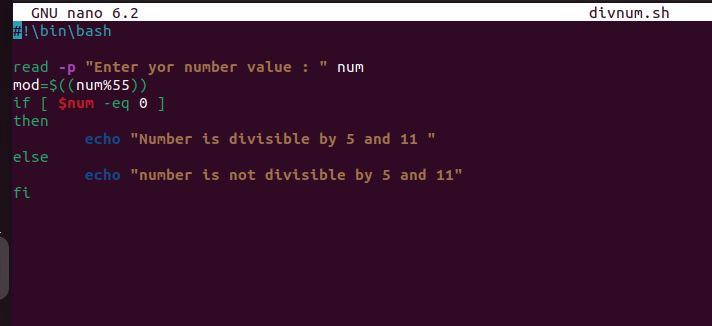 GNU nano 6.2 divnum.sh
#!\bin\bash
read -p "Enter yor number value : " num
mod=$((num%55))
if [ $num -eq 0 ]
then
echo "Number is divisible by 5 and 11 "
else
echo "number is not divisible by 5 and 11"
fi